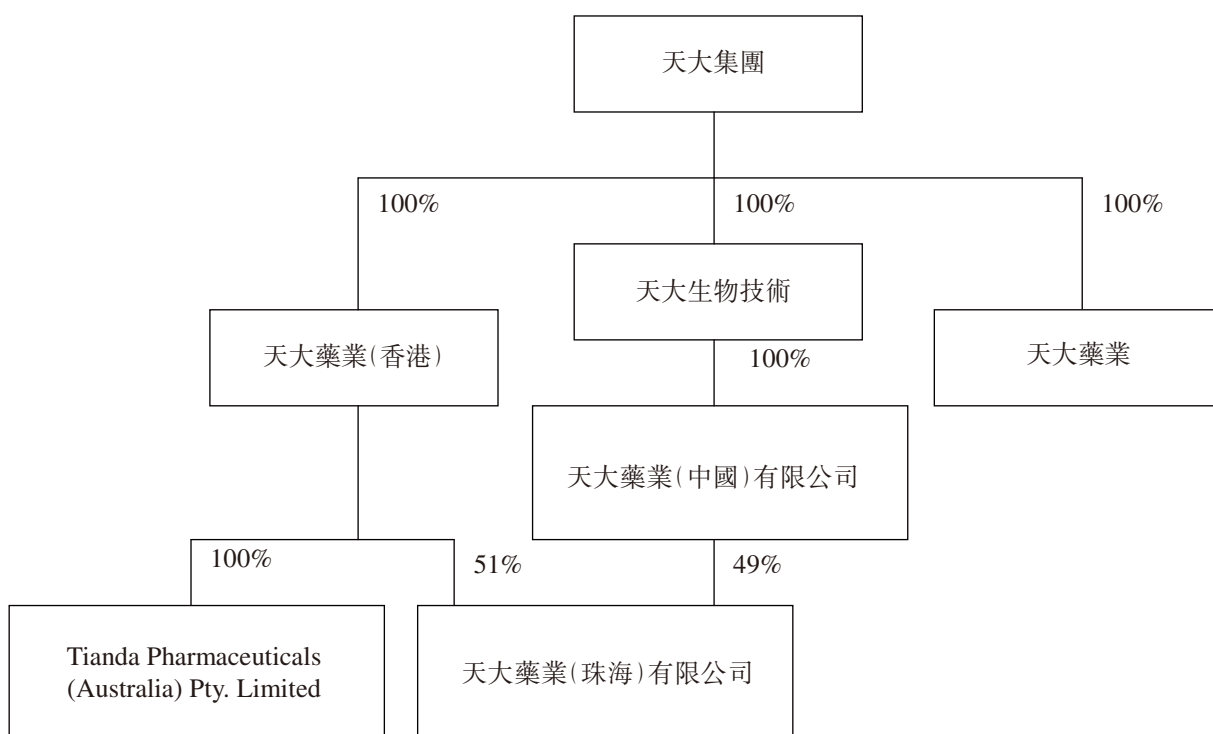 天大集團
100%
100%
100%
天大生物技術
天大藥業(香港)
天大藥業
100%
天大藥業(中國)有限公司
100%
51%
49%
Tianda Pharmaceuticals
(Australia) Pty. Limited
天大藥業(珠海)有限公司